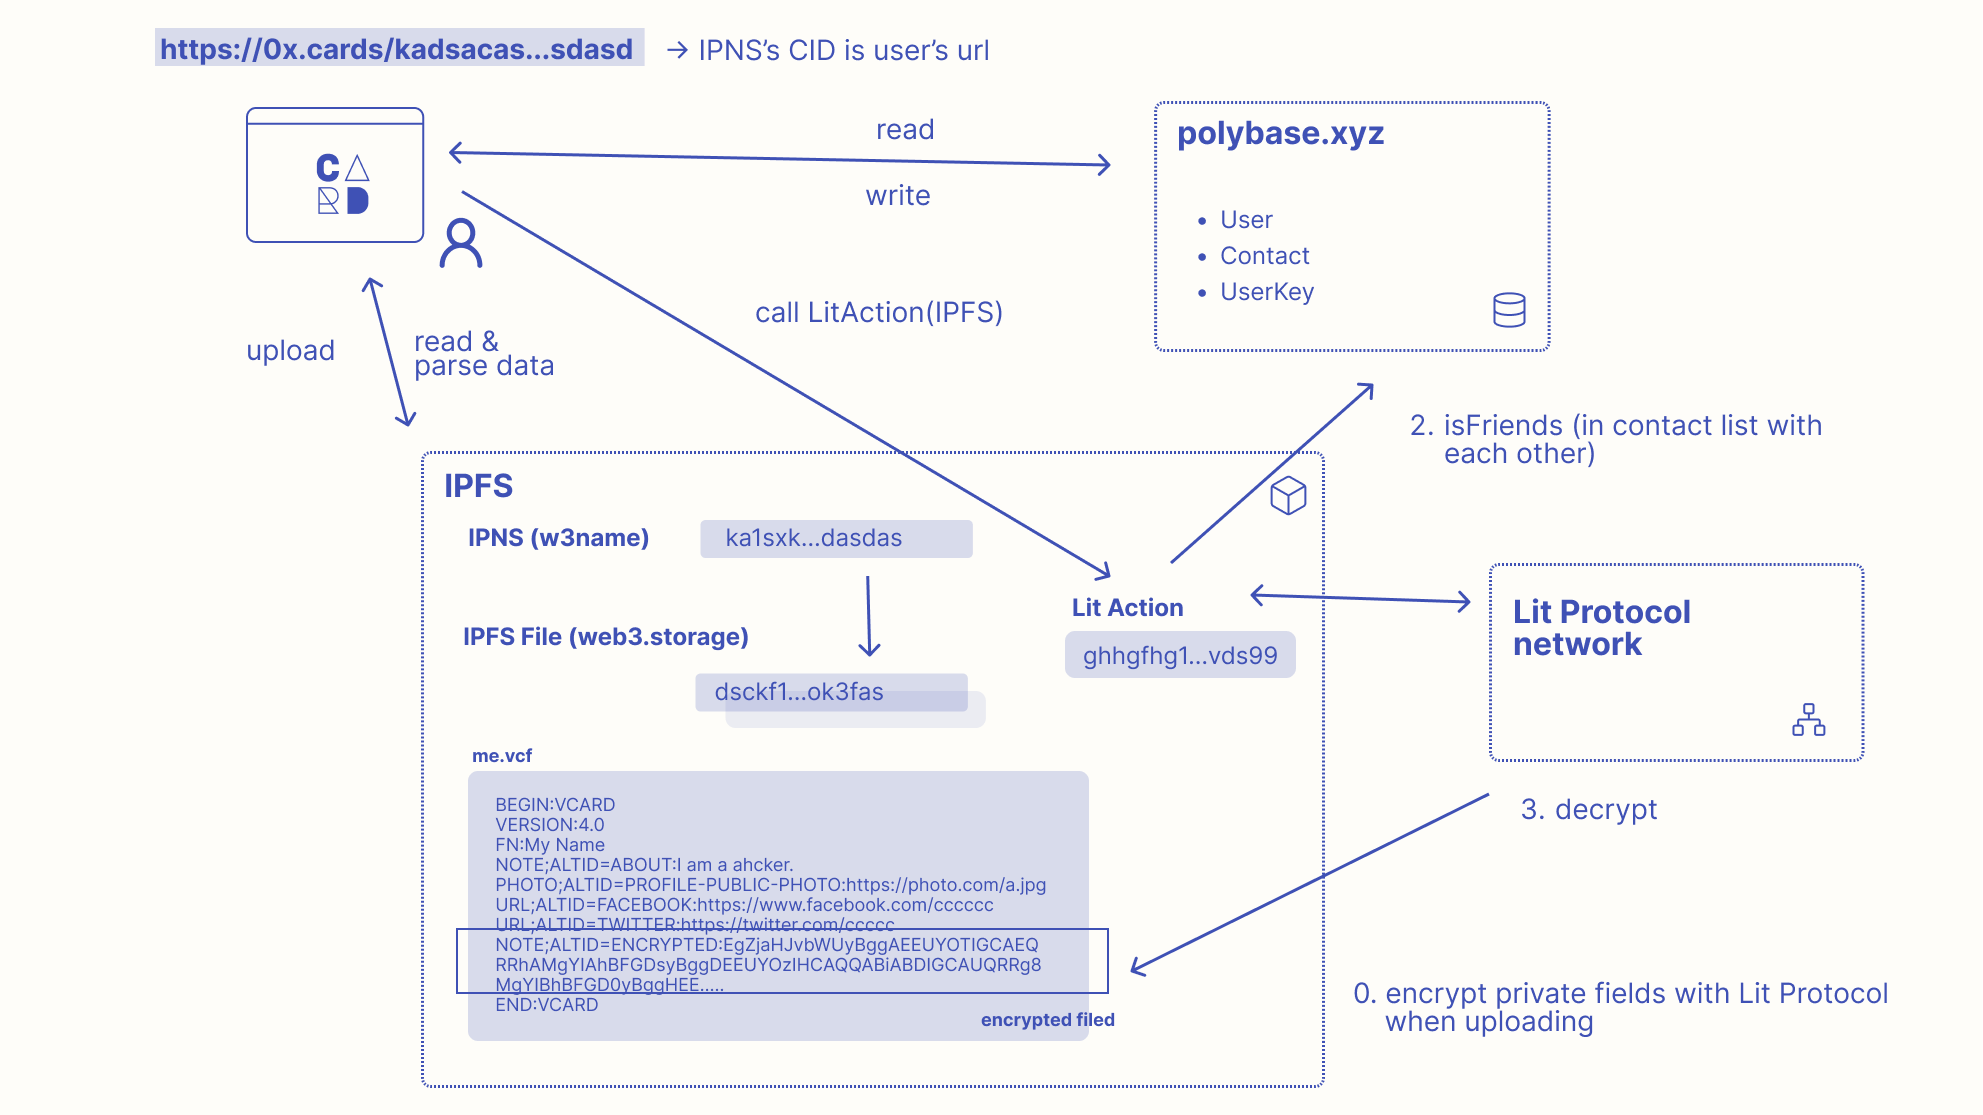 https://0x.cards/kadsacas...sdasd → IPNS’s CID is user’s url
CA
RD
read
write
polybase.xyz
• User
• Contact
• UserKey
call LitAction(IPFS)
upload
read &
parse data
2. isFriends (in contact list with
each other)
IPFS
IPNS (w3name)
ka1sxk...dasdas
IPFS File (web3.storage)
dsckf1...ok3fas
Lit Action
ghhgfhg1...vds99
Lit Protocol
network
3. decrypt
me.vcf
BEGIN:VCARD
VERSION:4.0
FN:My Name
NOTE;ALTID=ABOUT:I am a ahcker.
PHOTO;ALTID=PROFILE-PUBLIC-PHOTO:https://photo.com/a.jpg
URL;ALTID=FACEBOOK:https://www.facebook.com/cccccc
URL;ALTID=TWITTER:https://twitter.com/ccccc
NOTE;ALTID=ENCRYPTED:EgZjaHJvbWUyBggAEEUYOTIGCAEQ
RRhAMgYIAhBFGDsyBggDEEUYOzIHCAQQABiABDIGCAUQRRg8
MgYIBhBFGD0yBggHEE.....
END:VCARD
encrypted filed
0. encrypt private fields with Lit Protocol
when uploading